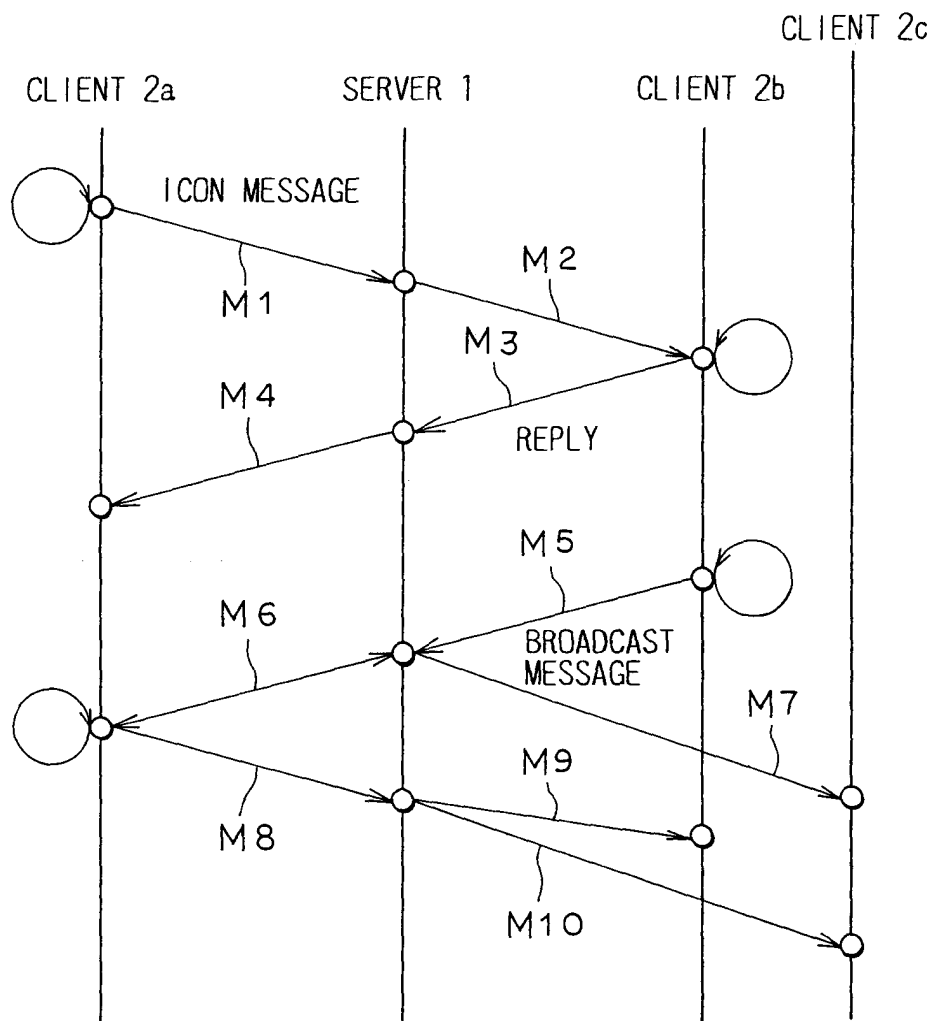 CLIENT 2c
CLIENT 2a
SERVER 1
CLIENT 2b
ICON MESSAGE
M1
M2
M3
M4
REPLY
M5
M6
BROADCAST
MESSAGE
M7
M8
M9
M10